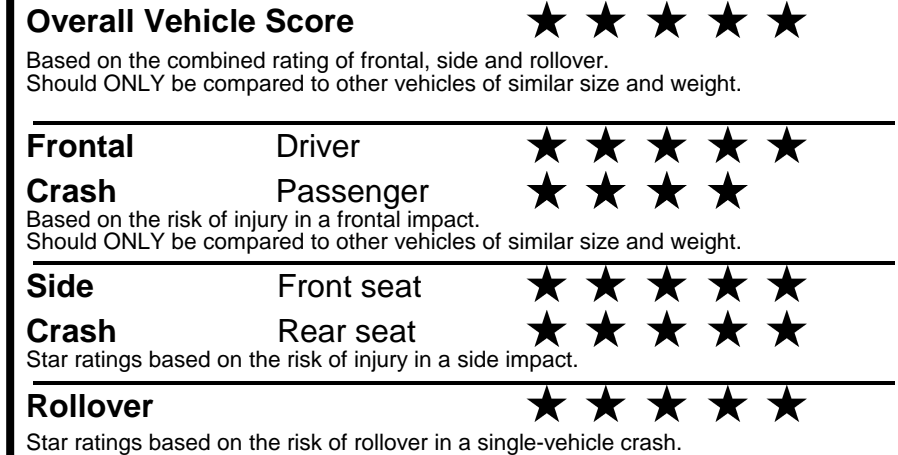 Overall Vehicle Score ★ ★ ★ ★ ★
Based on the combined rating of frontal, side and rollover.
Should ONLY be compared to other vehicles of similar size and weight.
Frontal Driver ★ ★ ★ ★ ★
Crash Passenger ★ ★ ★ ★
Based on the risk of injury in a frontal impact.
Should ONLY be compared to other vehicles of similar size and weight.
Side Front seat ★ ★ ★ ★ ★
Crash Rear seat ★ ★ ★ ★ ★
Star ratings based on the risk of injury in a side impact.
Rollover ★ ★ ★ ★ ★
Star ratings based on the risk of rollover in a single-vehicle crash.